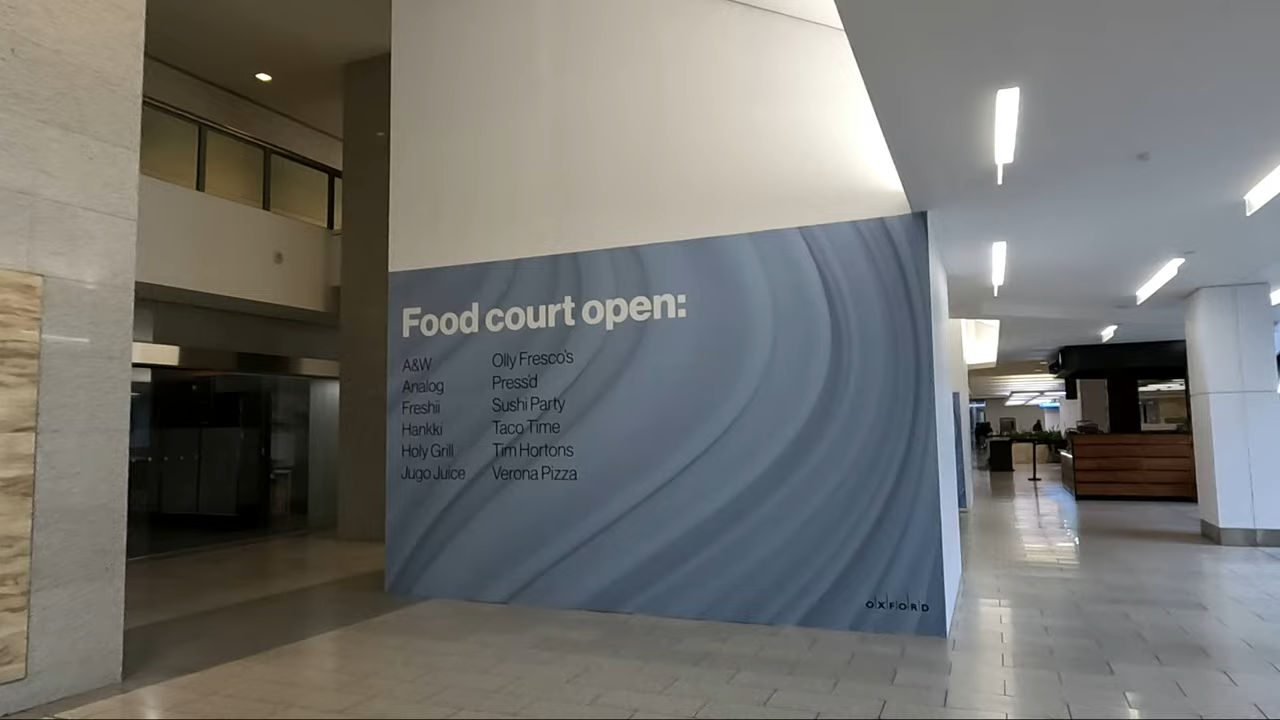 Food court open:
A&W
Analog
Freshii
Hankki
Holy Grill
Jugo Juice
Olly Fresco's
Press'd
Sushi Party
Taco Time
Tim Hortons
Verona Pizza
OXFORD